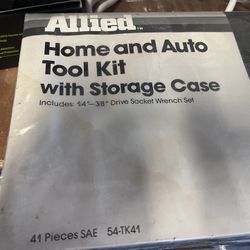 Allied™
Home and Auto
Tool Kit
with Storage Case
Includes: 1/4"–3/8" Drive Socket Wrench Set
41 Pieces SAE 54-TK41